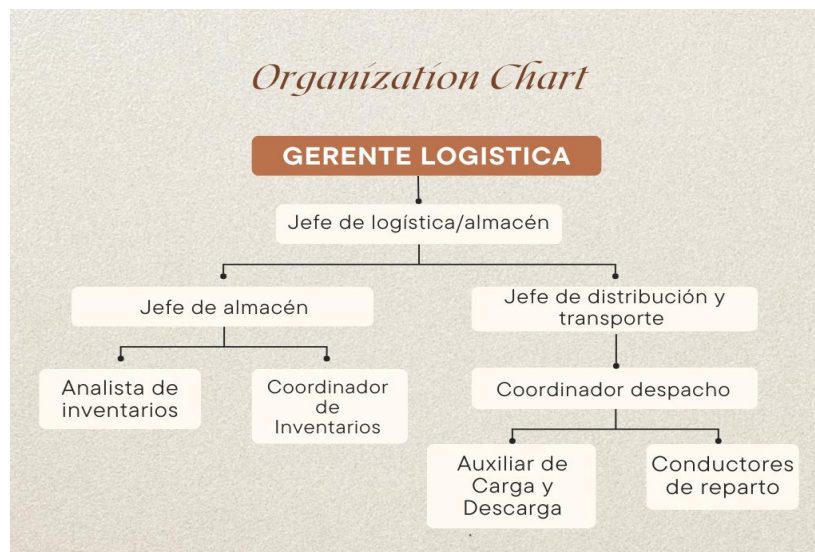 Organization Chart
GERENTE LOGISTICA
Jefe de logística/almacén
Jefe de almacén
Jefe de distribución y
transporte
Analista de
inventarios
Coordinador
de
Inventarios
Coordinador despacho
Auxiliar de
Carga y
Descarga
Conductores
de reparto